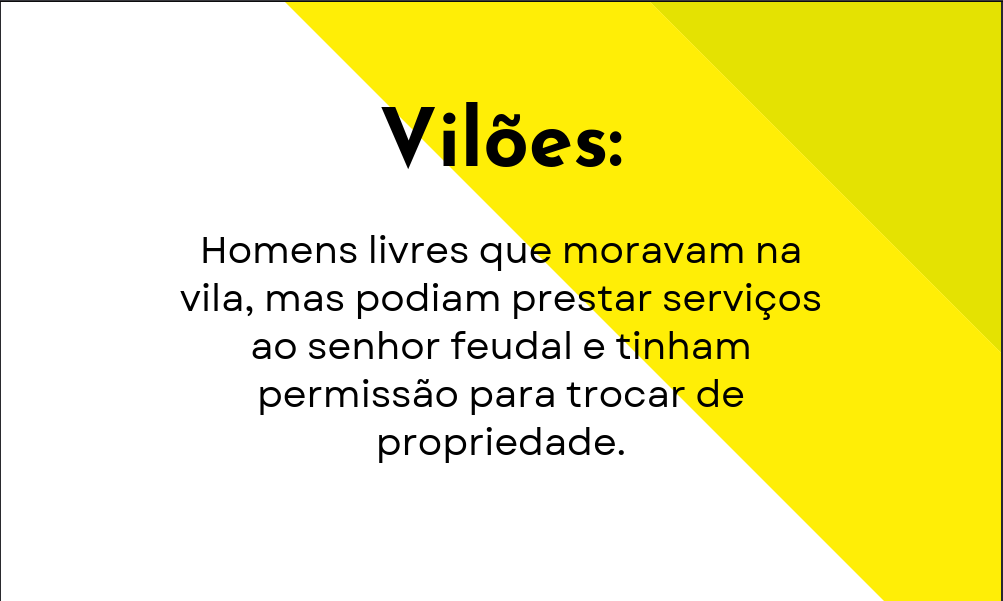 Vilões:
Homens livres que moravam na
vila, mas podiam prestar serviços
ao senhor feudal e tinham
permissão para trocar de
propriedade.